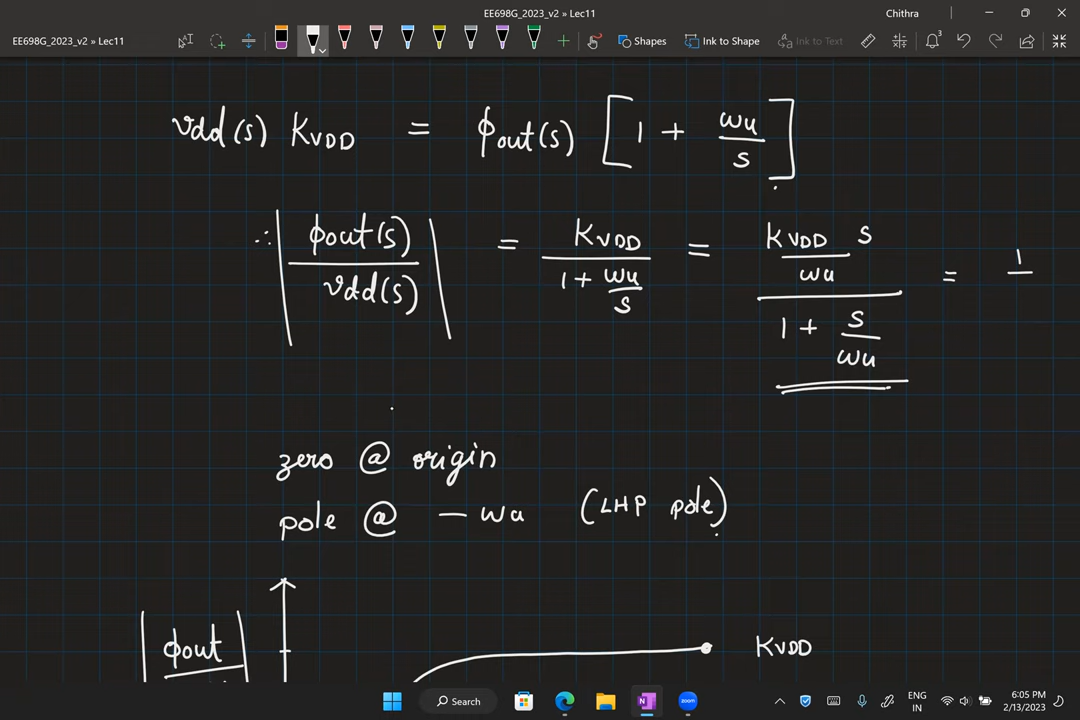 EE698G_2023_v2 » Lec11
Chithra
EE698G_2023_v2 » Lec11
Shapes
Ink to Shape
Ink to Text
3
vdd(s) KVDD = ϕout(s) [ 1 + ωu/s ]
∴ | ϕout(s)/vdd(s) | = KVDD/(1 + ωu/s) = (KVDD/ωu s)/(1 + s/ωu) = 1/
zero @ origin
pole @ — ωu (LHP pole)
| ϕout
KVDD
Search
zoom
ENG
IN
6:05 PM
2/13/2023